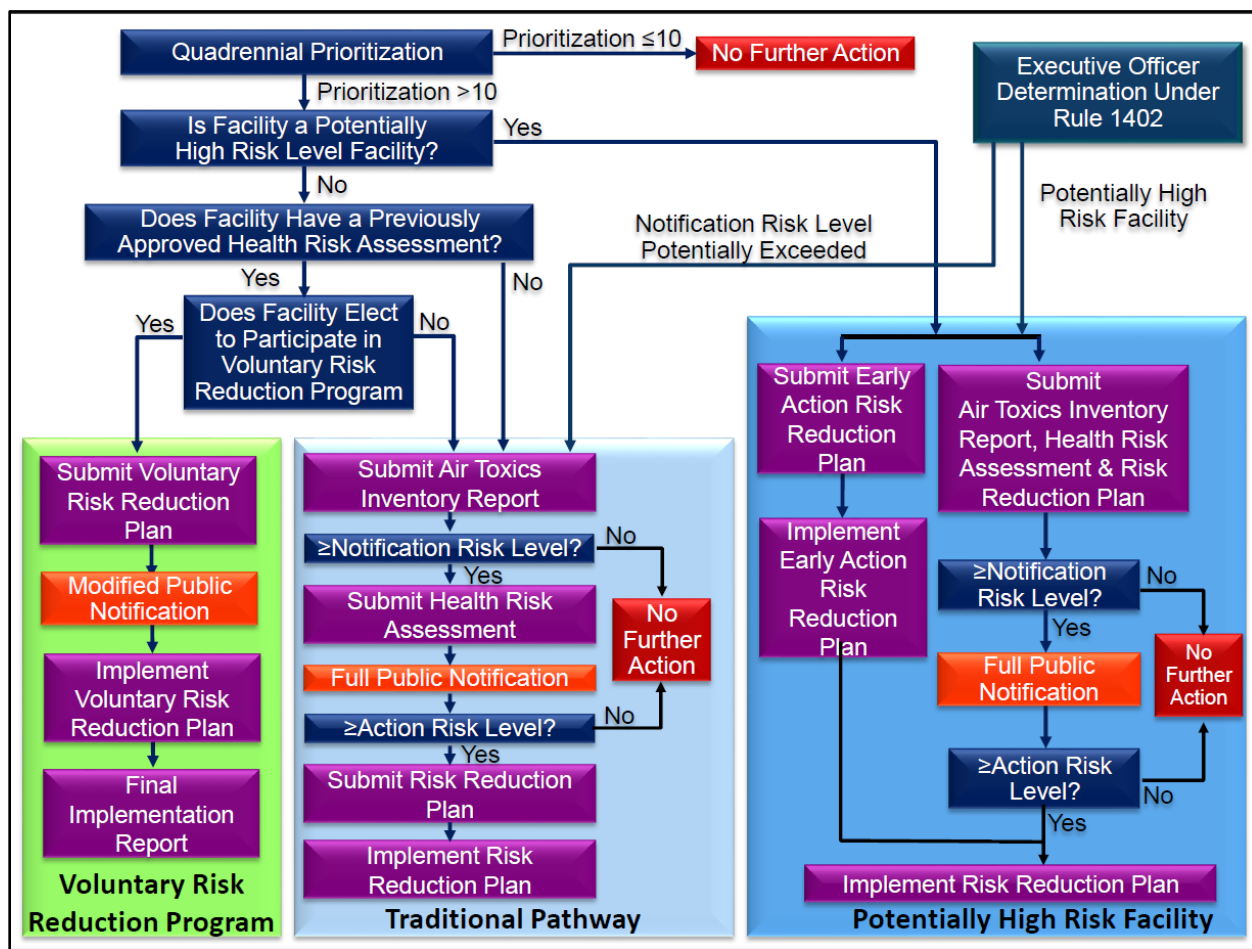 Quadrennial Prioritization
Prioritization ≤10
No Further Action
Executive Officer
Determination Under
Rule 1402
Prioritization >10
Is Facility a Potentially
High Risk Level Facility?
Yes
No
Does Facility Have a Previously
Approved Health Risk Assessment?
Notification Risk Level
Potentially Exceeded
Potentially High
Risk Facility
Yes
No
Does Facility Elect
to Participate in
Voluntary Risk
Reduction Program
Yes
No
Submit Voluntary
Risk Reduction
Plan
Modified Public
Notification
Implement
Voluntary Risk
Reduction Plan
Final
Implementation
Report
Voluntary Risk
Reduction Program
Submit Air Toxics
Inventory Report
≥Notification Risk Level?
No
Yes
Submit Health Risk
Assessment
No
Further
Action
Full Public Notification
≥Action Risk Level?
No
Yes
Submit Risk Reduction
Plan
Implement Risk
Reduction Plan
Traditional Pathway
Submit Early
Action Risk
Reduction
Plan
Implement
Early Action
Risk
Reduction
Plan
Submit
Air Toxics Inventory
Report, Health Risk
Assessment & Risk
Reduction Plan
≥Notification
Risk Level?
No
Yes
Full Public
Notification
No
Further
Action
≥Action Risk
Level?
No
Yes
Implement Risk Reduction Plan
Potentially High Risk Facility